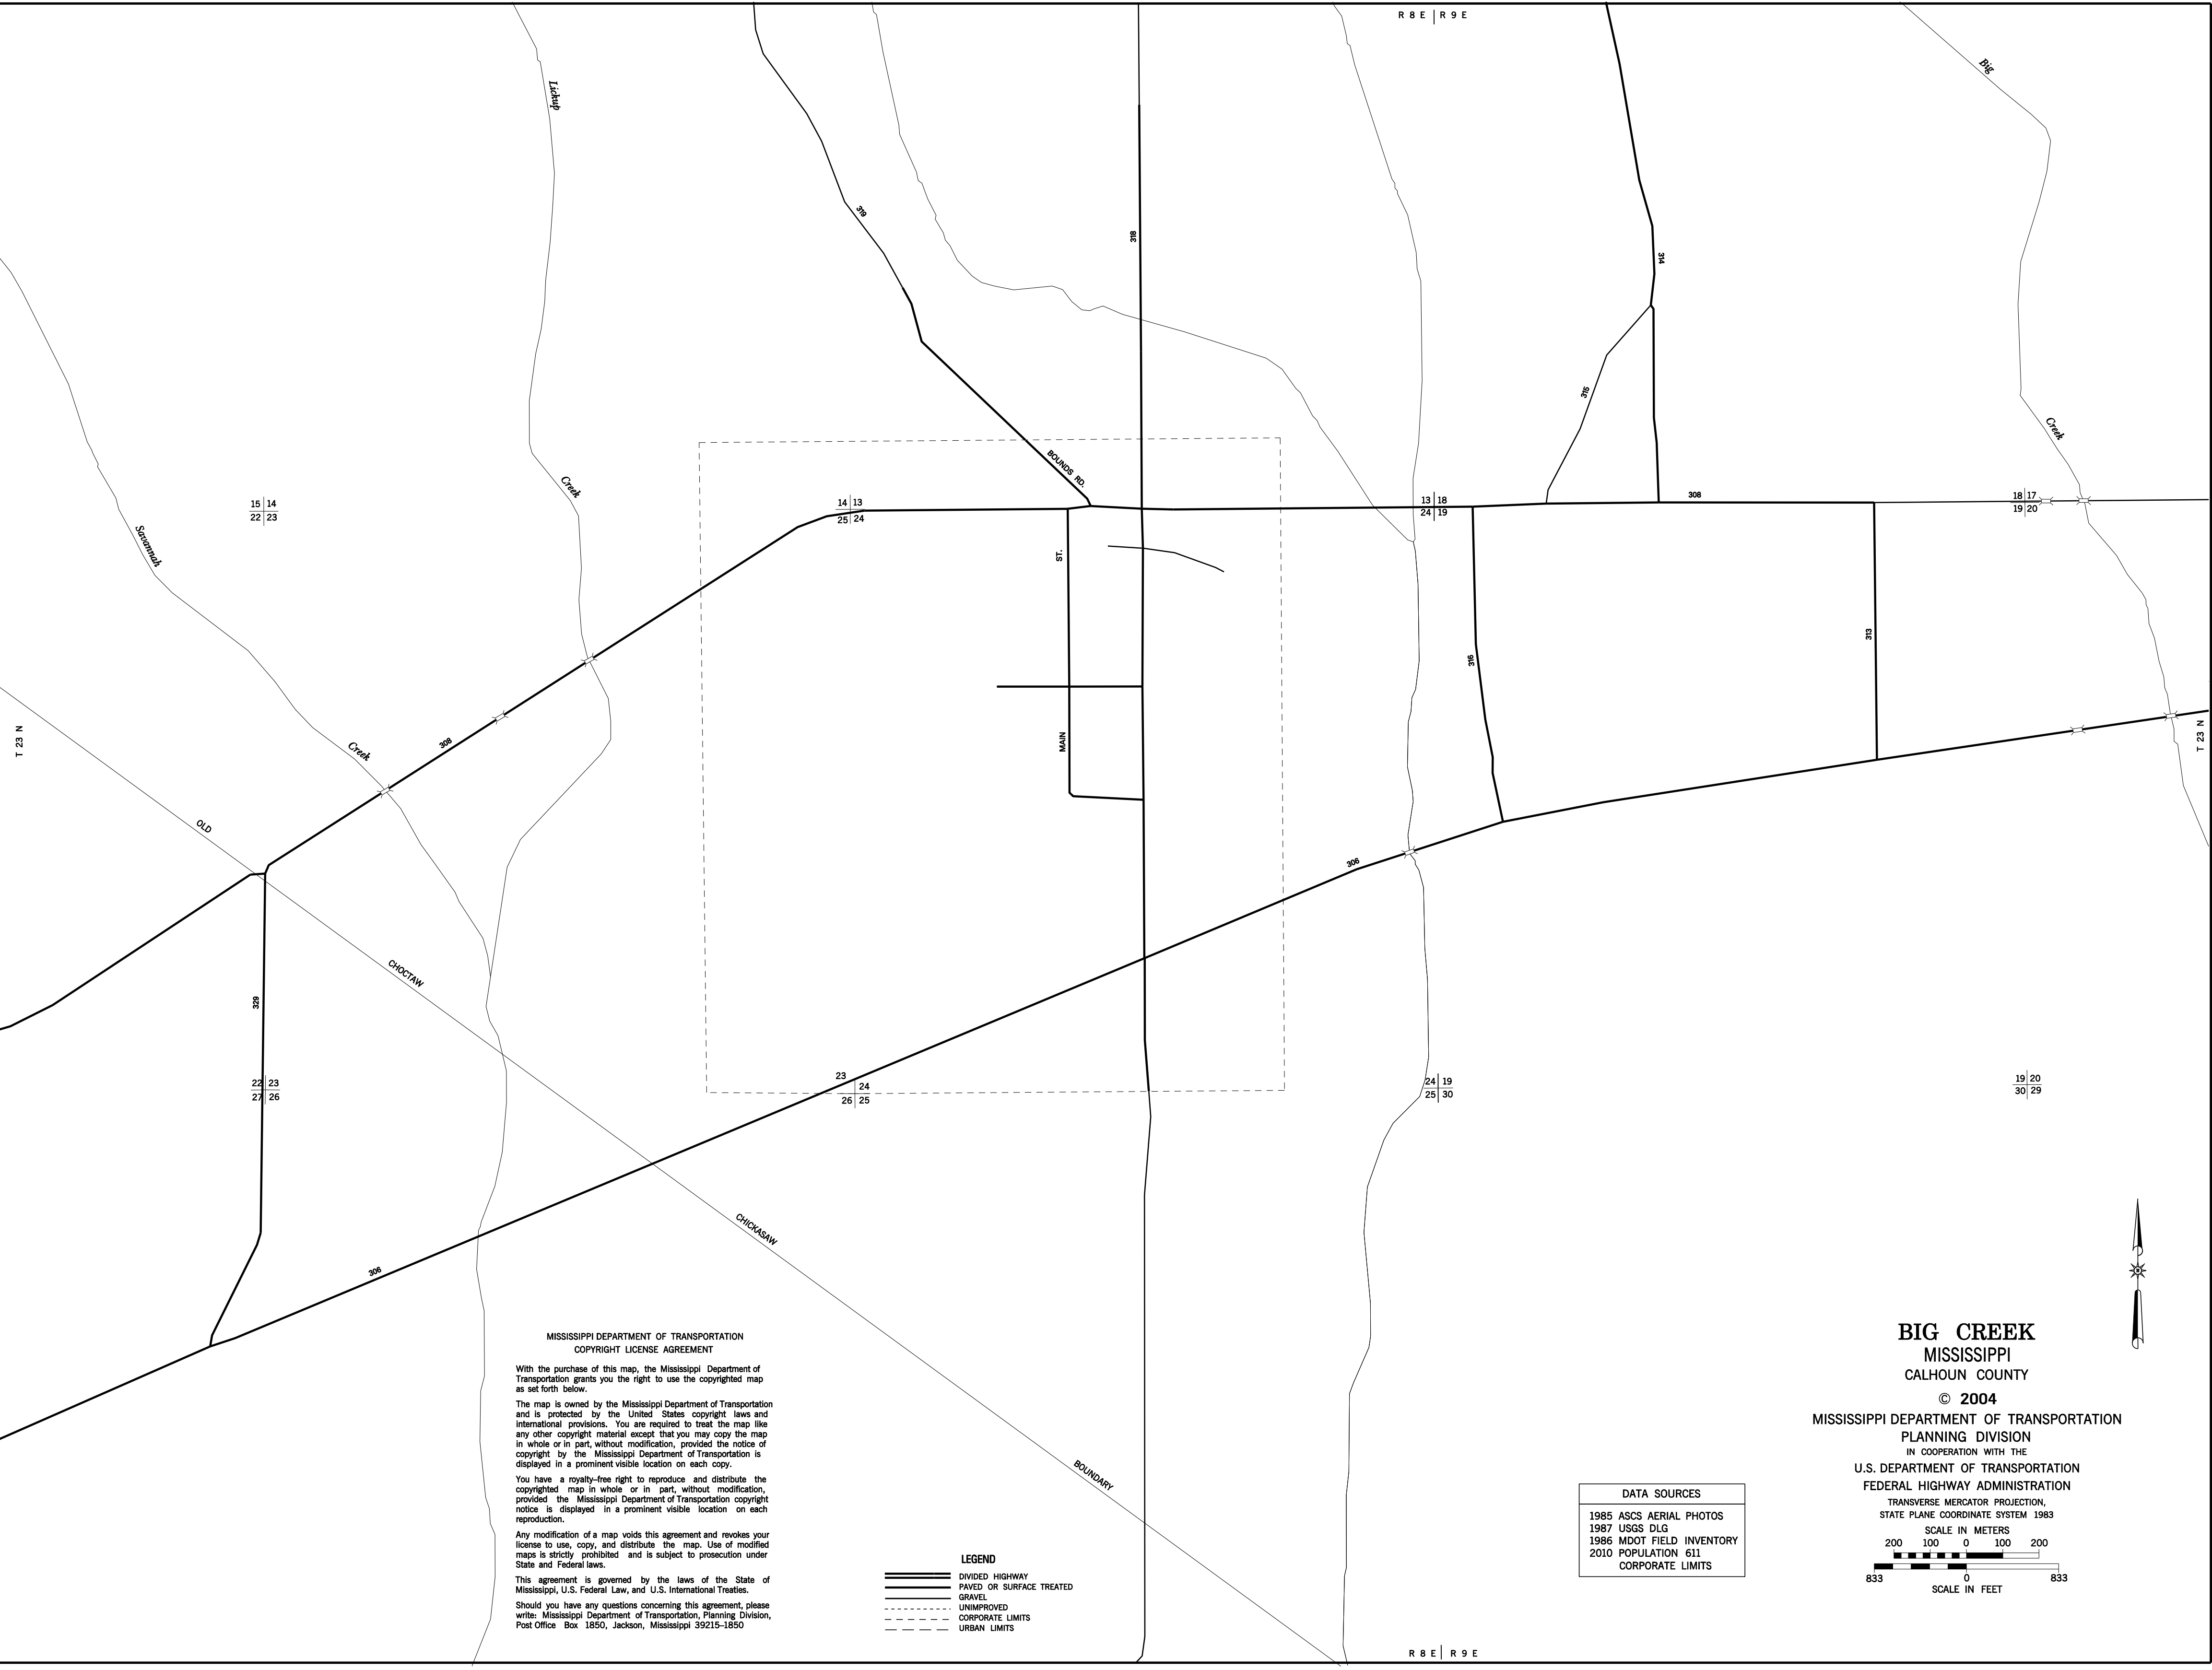 R 8 E R 9 E
Big
Lickup
319
318
314
315
Creek
BOUNDS RD.
Creek
308
15 14
22 23
14 13
25 24
13 18
24 19
18 17
19 20
Savannah
ST.
313
316
T 23 N
Creek
308
MAIN
T 23 N
OLD
306
CHOCTAW
329
22 23
27 26
23
24
26 25
24 19
25 30
19 20
30 29
CHICKASAW
306
BOUNDARY
MISSISSIPPI DEPARTMENT OF TRANSPORTATION
COPYRIGHT LICENSE AGREEMENT
With the purchase of this map, the Mississippi Department of
Transportation grants you the right to use the copyrighted map
as set forth below.
The map is owned by the Mississippi Department of Transportation
and is protected by the United States copyright laws and
international provisions. You are required to treat the map like
any other copyright material except that you may copy the map
in whole or in part, without modification, provided the notice of
copyright by the Mississippi Department of Transportation is
displayed in a prominent visible location on each copy.
You have a royalty-free right to reproduce and distribute the
copyrighted map in whole or in part, without modification,
provided the Mississippi Department of Transportation copyright
notice is displayed in a prominent visible location on each
reproduction.
Any modification of a map voids this agreement and revokes your
license to use, copy, and distribute the map. Use of modified
maps is strictly prohibited and is subject to prosecution under
State and Federal laws.
This agreement is governed by the laws of the State of
Mississippi, U.S. Federal Law, and U.S. International Treaties.
Should you have any questions concerning this agreement, please
write: Mississippi Department of Transportation, Planning Division,
Post Office Box 1850, Jackson, Mississippi 39215-1850
LEGEND
DIVIDED HIGHWAY
PAVED OR SURFACE TREATED
GRAVEL
UNIMPROVED
CORPORATE LIMITS
URBAN LIMITS
DATA SOURCES
1985 ASCS AERIAL PHOTOS
1987 USGS DLG
1986 MDOT FIELD INVENTORY
2010 POPULATION 611
CORPORATE LIMITS
BIG CREEK
MISSISSIPPI
CALHOUN COUNTY
© 2004
MISSISSIPPI DEPARTMENT OF TRANSPORTATION
PLANNING DIVISION
IN COOPERATION WITH THE
U.S. DEPARTMENT OF TRANSPORTATION
FEDERAL HIGHWAY ADMINISTRATION
TRANSVERSE MERCATOR PROJECTION,
STATE PLANE COORDINATE SYSTEM 1983
SCALE IN METERS
200 100 0 100 200
833 0 833
SCALE IN FEET
R 8 E R 9 E